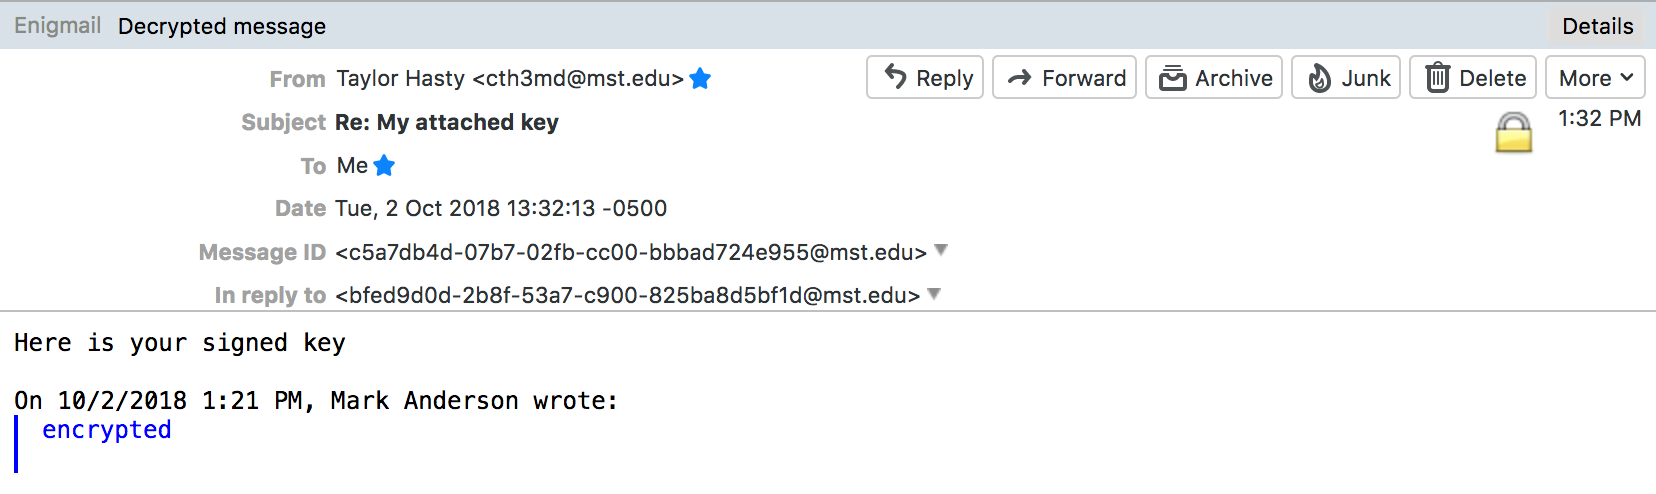 Enigmail Decrypted message Details
From Taylor Hasty <cth3md@mst.edu> Reply Forward Archive Junk Delete More
Subject Re: My attached key 1:32 PM
To Me
Date Tue, 2 Oct 2018 13:32:13 -0500
Message ID <c5a7db4d-07b7-02fb-cc00-bbbad724e955@mst.edu>
In reply to <bfed9d0d-2b8f-53a7-c900-825ba8d5bf1d@mst.edu>
Here is your signed key
On 10/2/2018 1:21 PM, Mark Anderson wrote:
encrypted